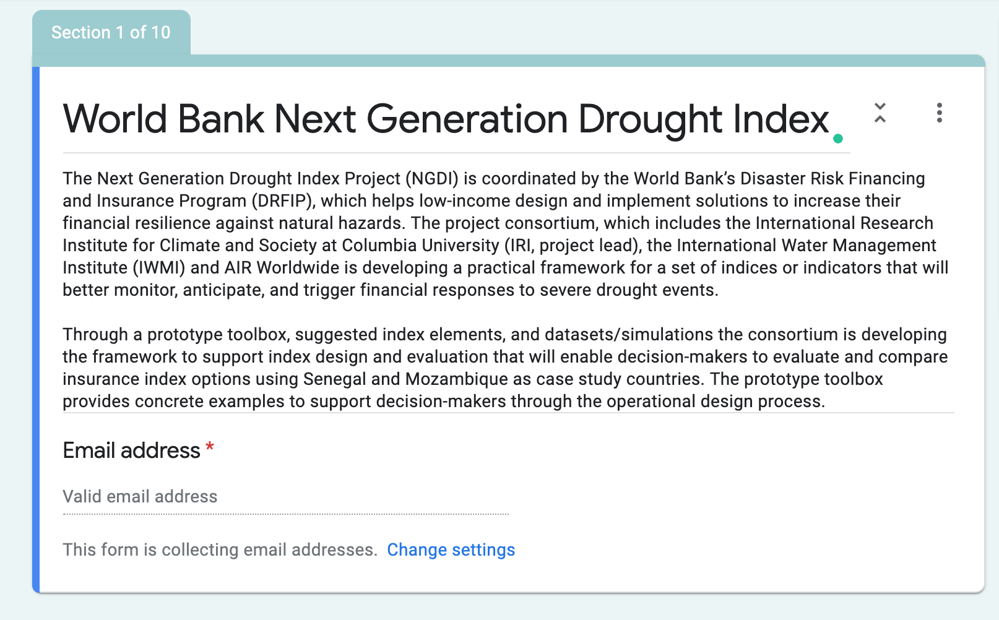 Section 1 of 10
World Bank Next Generation Drought Index
The Next Generation Drought Index Project (NGDI) is coordinated by the World Bank’s Disaster Risk Financing
and Insurance Program (DRFIP), which helps low-income design and implement solutions to increase their
financial resilience against natural hazards. The project consortium, which includes the International Research
Institute for Climate and Society at Columbia University (IRI, project lead), the International Water Management
Institute (IWMI) and AIR Worldwide is developing a practical framework for a set of indices or indicators that will
better monitor, anticipate, and trigger financial responses to severe drought events.
Through a prototype toolbox, suggested index elements, and datasets/simulations the consortium is developing
the framework to support index design and evaluation that will enable decision-makers to evaluate and compare
insurance index options using Senegal and Mozambique as case study countries. The prototype toolbox
provides concrete examples to support decision-makers through the operational design process.
Email address *
Valid email address
This form is collecting email addresses. Change settings